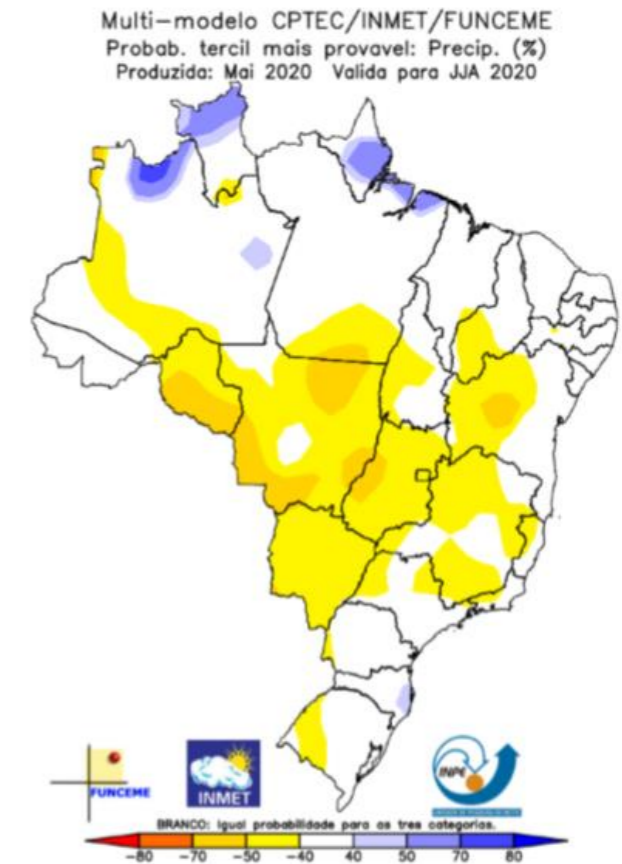 Multi-modelo CPTEC/INMET/FUNCEME
Probab. tercil mais provavel: Precip. (%)
Produzida: Mai 2020 Valida para JJA 2020
FUNCEME
INMET
INPE
BRANCO: Igual probabilidade para as tres categorias.
-80 -70 -50 -40 40 50 70 80